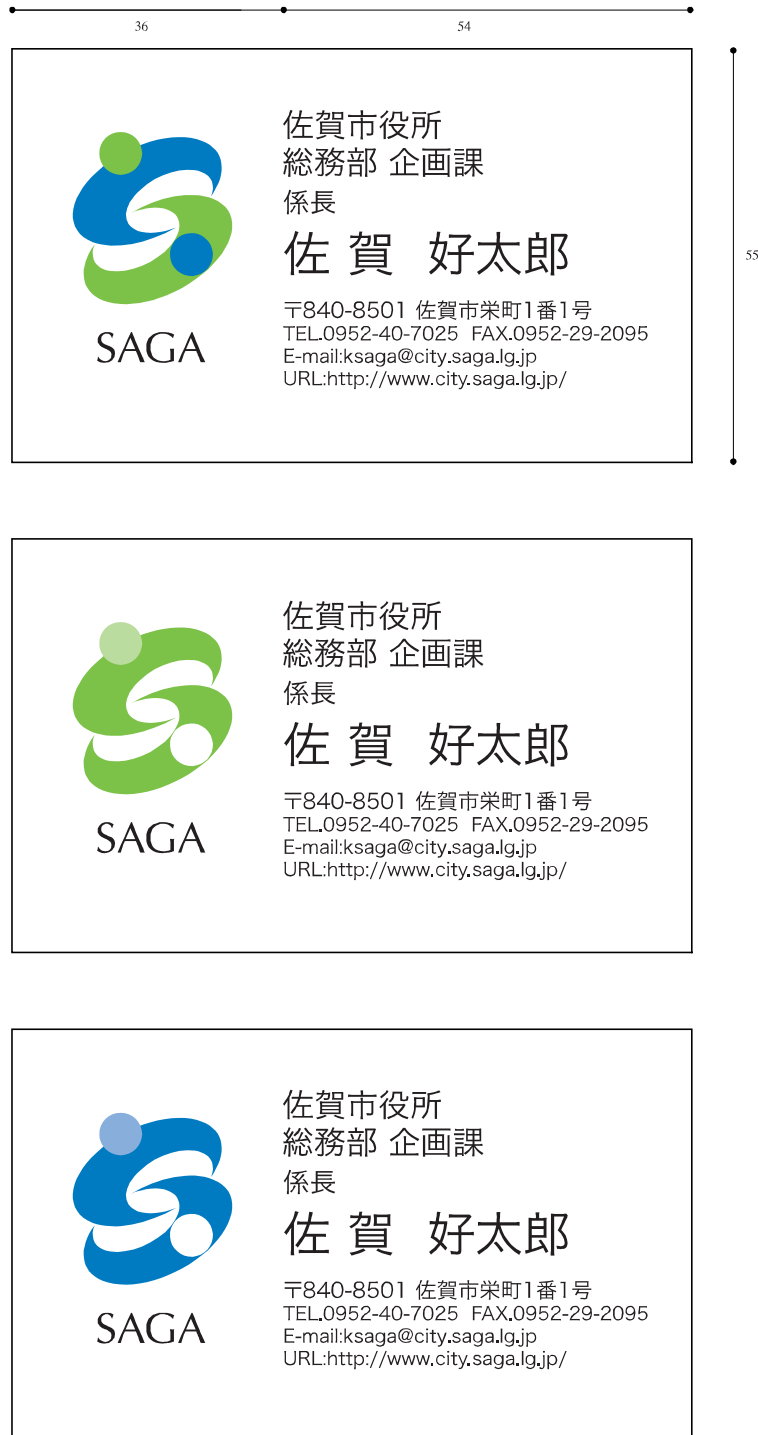 36
54
佐賀市役所
総務部 企画課
係長
佐 賀 好太郎
〒840-8501 佐賀市栄町1番1号
TEL.0952-40-7025 FAX.0952-29-2095
E-mail:ksaga@city.saga.lg.jp
URL:http://www.city.saga.lg.jp/
SAGA
55
佐賀市役所
総務部 企画課
係長
佐 賀 好太郎
〒840-8501 佐賀市栄町1番1号
TEL.0952-40-7025 FAX.0952-29-2095
E-mail:ksaga@city.saga.lg.jp
URL:http://www.city.saga.lg.jp/
SAGA
佐賀市役所
総務部 企画課
係長
佐 賀 好太郎
〒840-8501 佐賀市栄町1番1号
TEL.0952-40-7025 FAX.0952-29-2095
E-mail:ksaga@city.saga.lg.jp
URL:http://www.city.saga.lg.jp/
SAGA